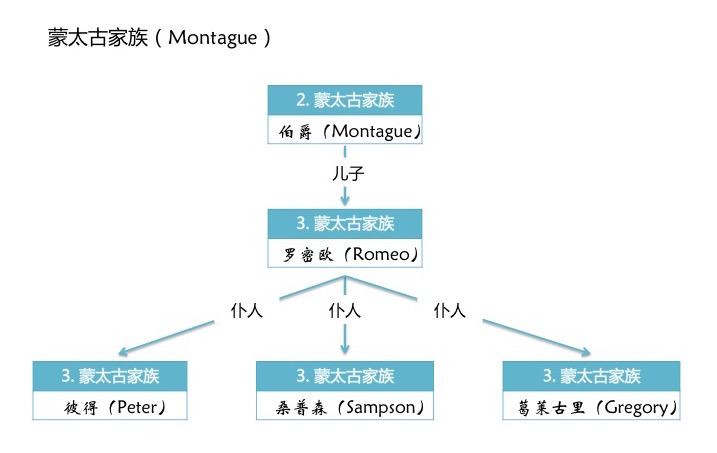 蒙太古家族（Montague）
2. 蒙太古家族
伯爵（Montague）
儿子
3. 蒙太古家族
罗密欧（Romeo）
仆人 仆人 仆人
3. 蒙太古家族 3. 蒙太古家族 3. 蒙太古家族
彼得（Peter） 桑普森（Sampson） 葛莱古里（Gregory）